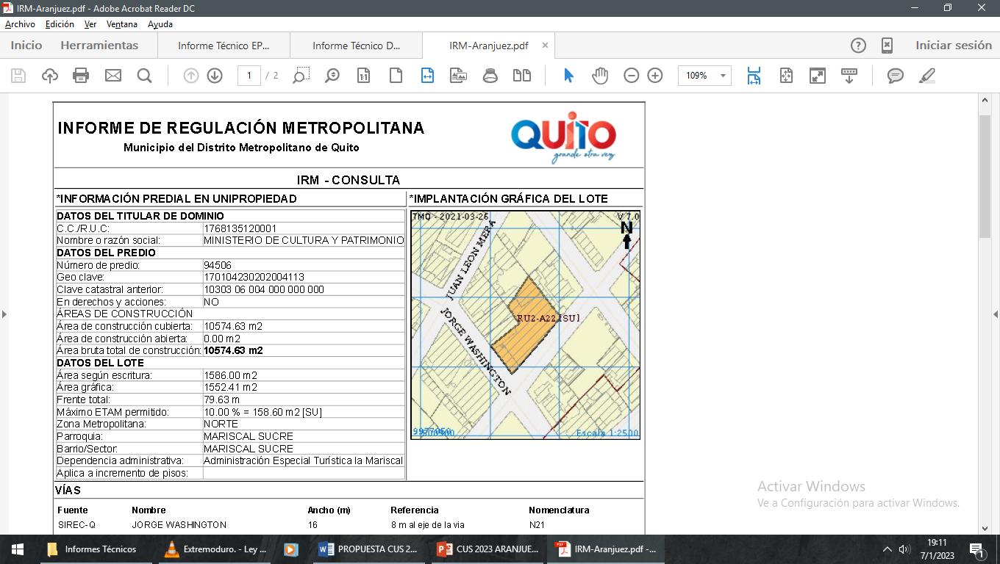 IRM-Aranjuez.pdf - Adobe Acrobat Reader DC
Archivo Edición Ver Ventana Ayuda
Inicio Herramientas Informe Técnico EP... Informe Técnico D... IRM-Aranjuez.pdf × Iniciar sesión
1 / 2 109%
INFORME DE REGULACIÓN METROPOLITANA
Municipio del Distrito Metropolitano de Quito
QUITO
grande otra vez
IRM - CONSULTA
*INFORMACIÓN PREDIAL EN UNIPROPIEDAD *IMPLANTACIÓN GRÁFICA DEL LOTE
DATOS DEL TITULAR DE DOMINIO
C.C./R.U.C: 1768135120001
Nombre o razón social: MINISTERIO DE CULTURA Y PATRIMONIO
DATOS DEL PREDIO
Número de predio: 94506
Geo clave: 170104230202004113
Clave catastral anterior: 10303 06 004 000 000 000
En derechos y acciones: NO
ÁREAS DE CONSTRUCCIÓN
Área de construcción cubierta: 10574.63 m2
Área de construcción abierta: 0.00 m2
Área bruta total de construcción: 10574.63 m2
DATOS DEL LOTE
Área según escritura: 1586.00 m2
Área gráfica: 1552.41 m2
Frente total: 79.63 m
Máximo ETAM permitido: 10.00 % = 158.60 m2 [SU]
Zona Metropolitana: NORTE
Parroquia: MARISCAL SUCRE
Barrio/Sector: MARISCAL SUCRE
Dependencia administrativa: Administración Especial Turística la Mariscal
Aplica a incremento de pisos:
TMQ - 2021-03-26 V 7.0
N
JUAN LEON MERA
RU2-A22 [SU]
JORGE WASHINGTON
Escala 1:2500
VÍAS
Fuente Nombre Ancho (m) Referencia Nomenclatura
SIREC-Q JORGE WASHINGTON 16 8 m al eje de la via N21
Activar Windows
Ve a Configuración para activar Windows.
Informes Técnicos Extremoduro. - Ley ... PROPUESTA CUS 2... CUS 2023 ARANJUE... IRM-Aranjuez.pdf -...
19:11
7/1/2023
1